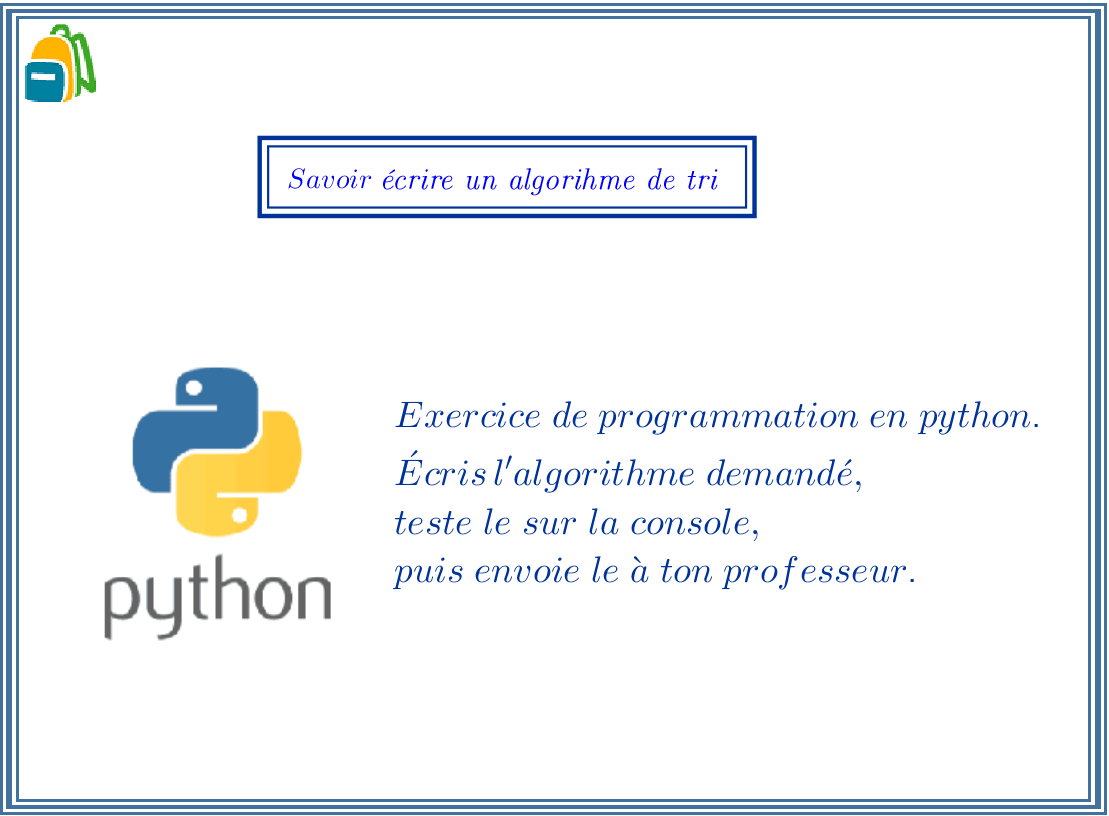 Savoir écrire un algorihme de tri
Exercice de programmation en python.
Écris l'algorithme demandé,
teste le sur la console,
puis envoie le à ton professeur.
python